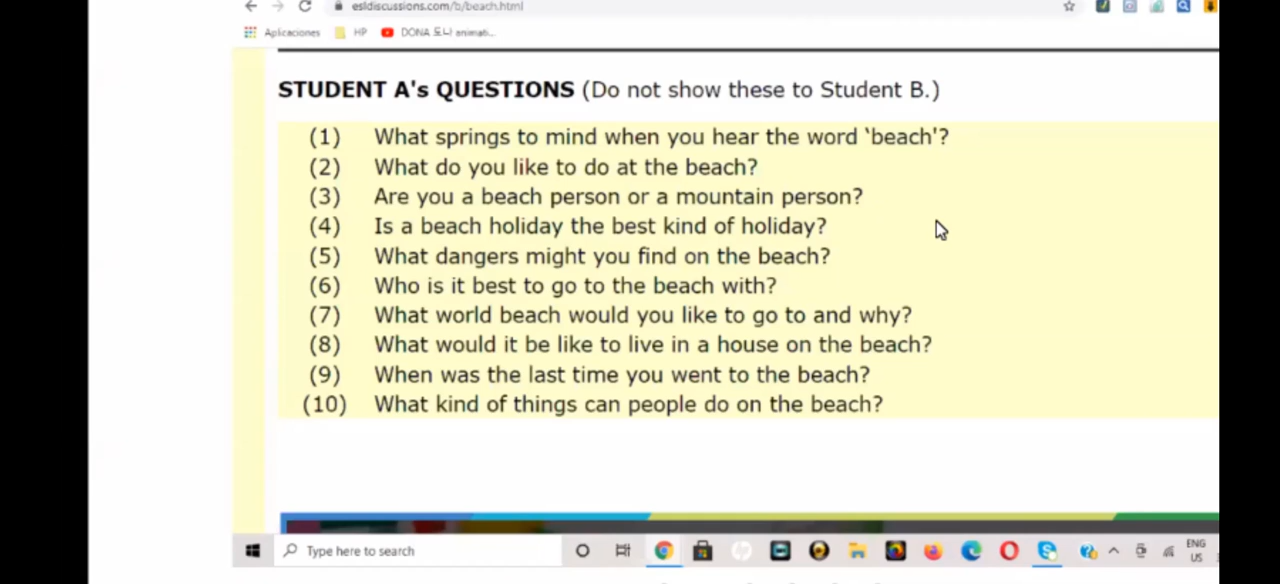 esldiscussions.com/b/beach.html
Aplicaciones HP DONA 도나 animati...
STUDENT A's QUESTIONS (Do not show these to Student B.)
(1) What springs to mind when you hear the word ‘beach'?
(2) What do you like to do at the beach?
(3) Are you a beach person or a mountain person?
(4) Is a beach holiday the best kind of holiday?
(5) What dangers might you find on the beach?
(6) Who is it best to go to the beach with?
(7) What world beach would you like to go to and why?
(8) What would it be like to live in a house on the beach?
(9) When was the last time you went to the beach?
(10) What kind of things can people do on the beach?
Type here to search
ENG
US